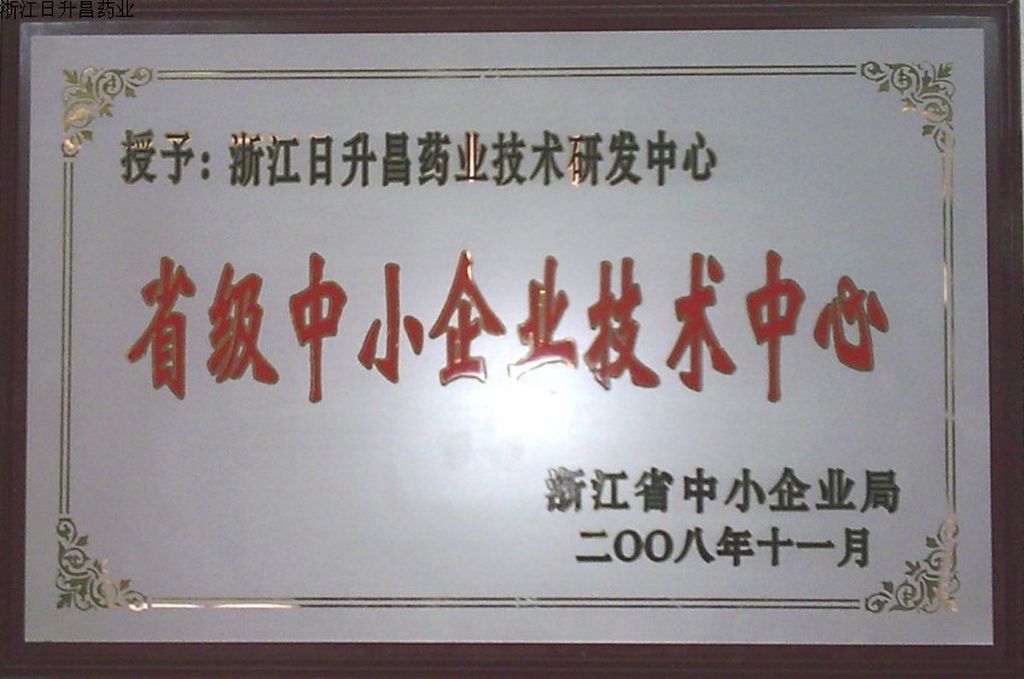 浙江日升昌药业
授予：浙江日升昌药业技术研发中心
省级中小企业技术中心
浙江省中小企业局
二OO八年十一月